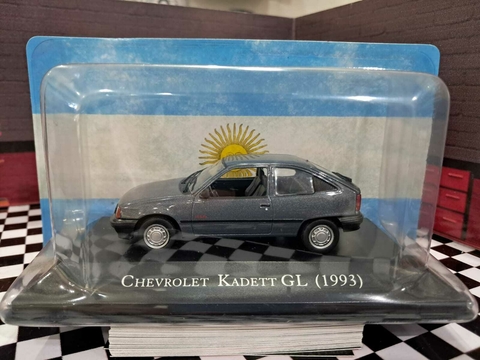 CHEVROLET KADETT GL (1993)